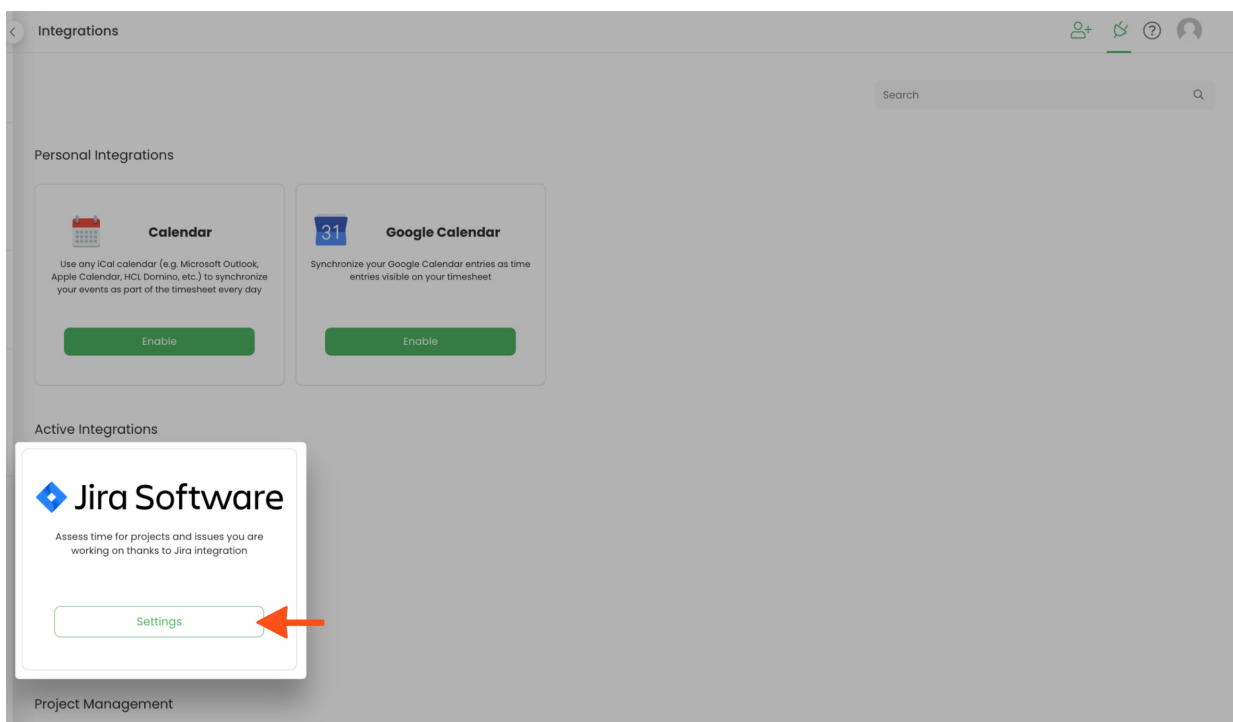 Integrations
Search
Personal Integrations
Calendar
Use any iCal calendar (e.g. Microsoft Outlook,
Apple Calendar, HCL Domino, etc.) to synchronize
your events as part of the timesheet every day
Enable
31
Google Calendar
Synchronize your Google Calendar entries as time
entries visible on your timesheet
Enable
Active Integrations
Jira Software
Assess time for projects and issues you are
working on thanks to Jira integration
Settings
Project Management